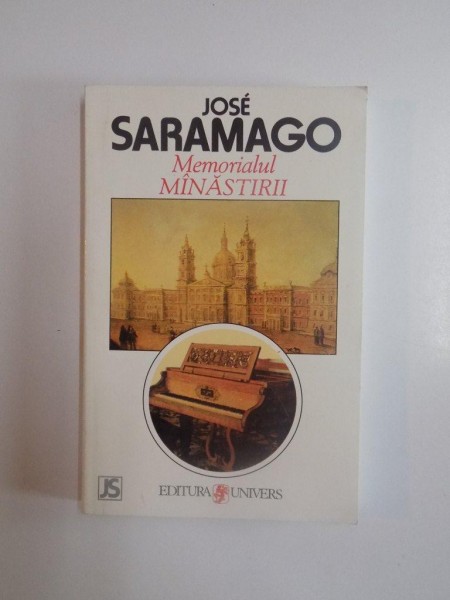 JOSÉ
SARAMAGO
Memorialul
MÎNĂSTIRII
JS
EDITURA UNIVERS